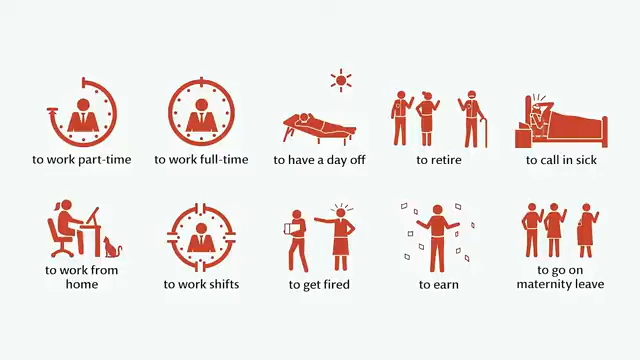 to work part-time
to work full-time
to have a day off
to retire
to call in sick
to work from
home
to work shifts
to get fired
to earn
to go on
maternity leave